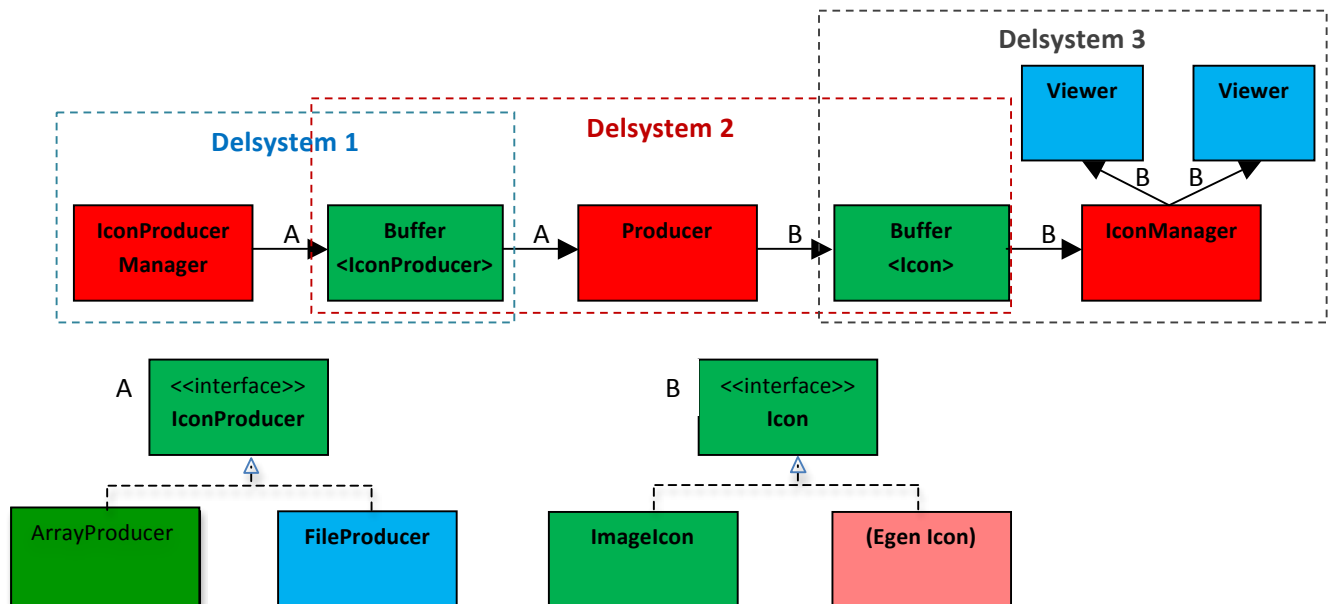 Delsystem 3
Viewer
Viewer
Delsystem 1
Delsystem 2
B
B
IconProducer
Manager
A
Buffer
<IconProducer>
A
Producer
B
Buffer
<Icon>
B
IconManager
A
<<interface>>
IconProducer
B
<<interface>>
Icon
ArrayProducer
FileProducer
ImageIcon
(Egen Icon)